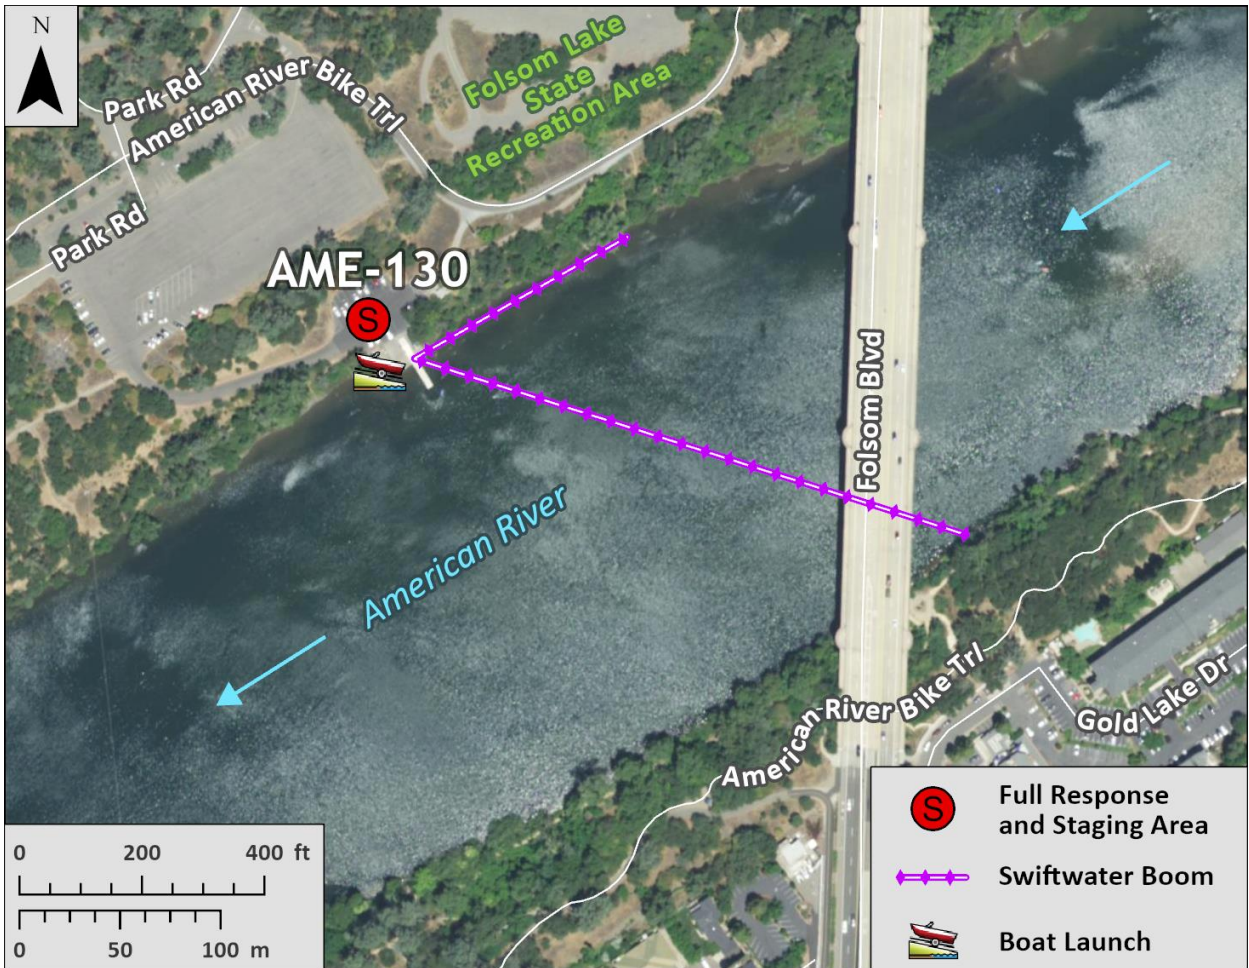 N
Park Rd
American River Bike Trl
Folsom Lake
State
Recreation Area
Park Rd
AME-130
S
Folsom Blvd
American River
American River Bike Trl
Gold Lake Dr
0 200 400 ft
0 50 100 m
S Full Response
and Staging Area
Swiftwater Boom
Boat Launch